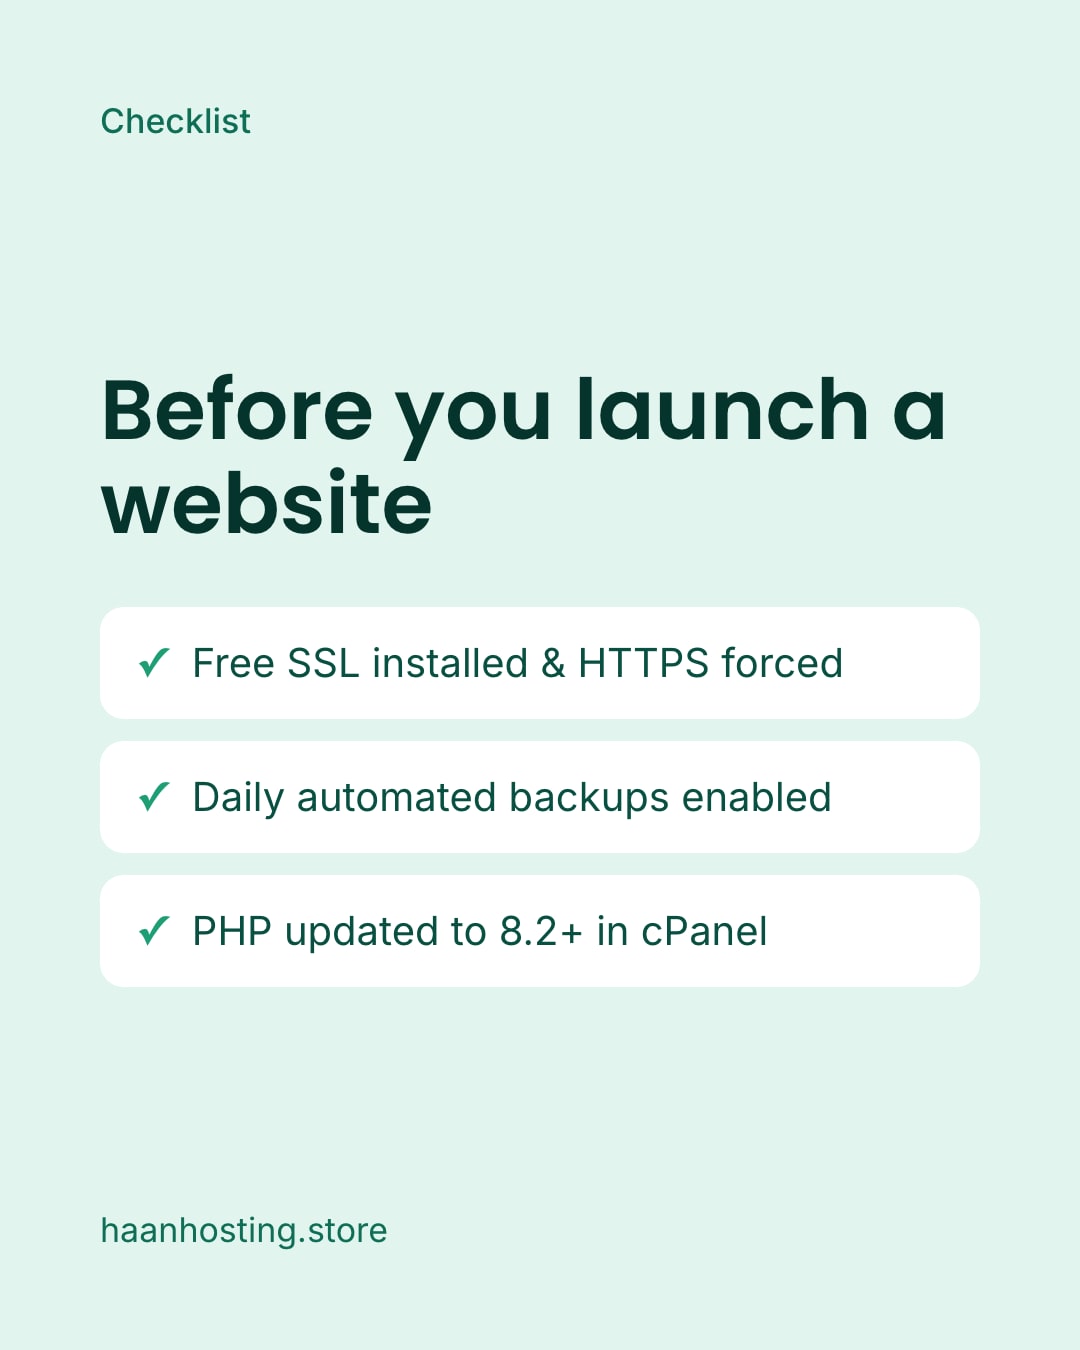 Checklist
Before you launch a
website
✓ Free SSL installed & HTTPS forced
✓ Daily automated backups enabled
✓ PHP updated to 8.2+ in cPanel
haanhosting.store